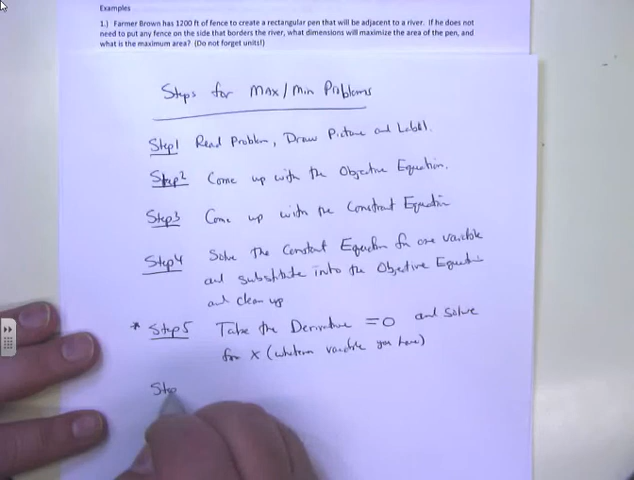 Examples
1.) Farmer Brown has 1200 ft of fence to create a rectangular pen that will be adjacent to a river. If he does not
need to put any fence on the side that borders the river, what dimensions will maximize the area of the pen, and
what is the maximum area? (Do not forget units!)
Steps for Max/Min Problems
Step1 Read Problem, Draw Picture and Label.
Step2 Come up with the Objective Equation.
Step3 Come up with the Constraint Equation
Step4 Solve the Constraint Equation for one variable
and substitute into the Objective Equation
and clean up
* Step5 Take the Derivative =0 and solve
for x (whatever variable you have)
Step